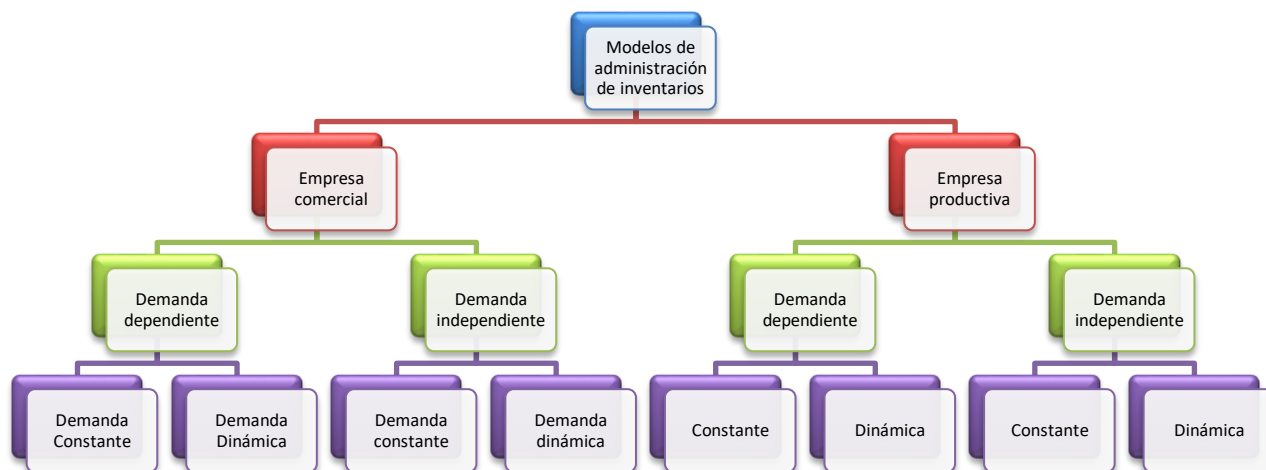 Modelos de
administración
de inventarios
Empresa
comercial
Empresa
productiva
Demanda
dependiente
Demanda
independiente
Demanda
dependiente
Demanda
independiente
Demanda
Constante
Demanda
Dinámica
Demanda
constante
Demanda
dinámica
Constante
Dinámica
Constante
Dinámica